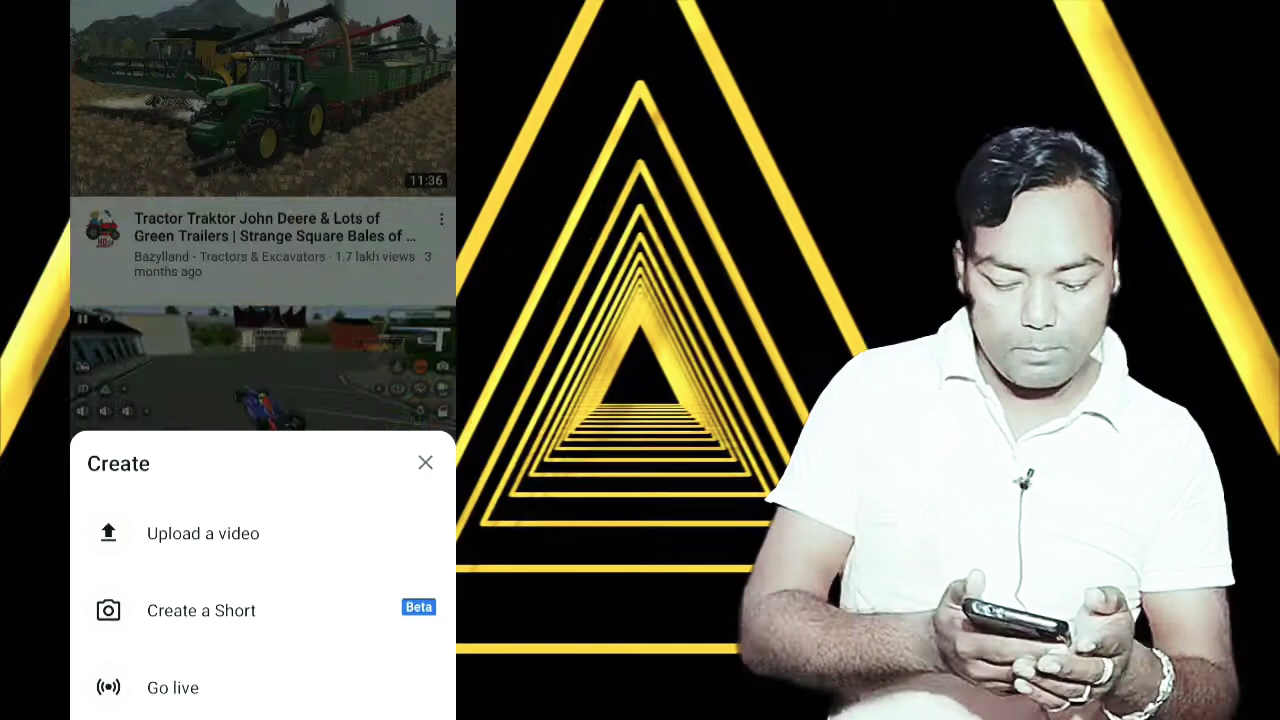 11:36
Tractor Traktor John Deere & Lots of
Green Trailers | Strange Square Bales of ...
Bazylland - Tractors & Excavators · 1.7 lakh views · 3
months ago
Create
Upload a video
Create a Short
Beta
Go live